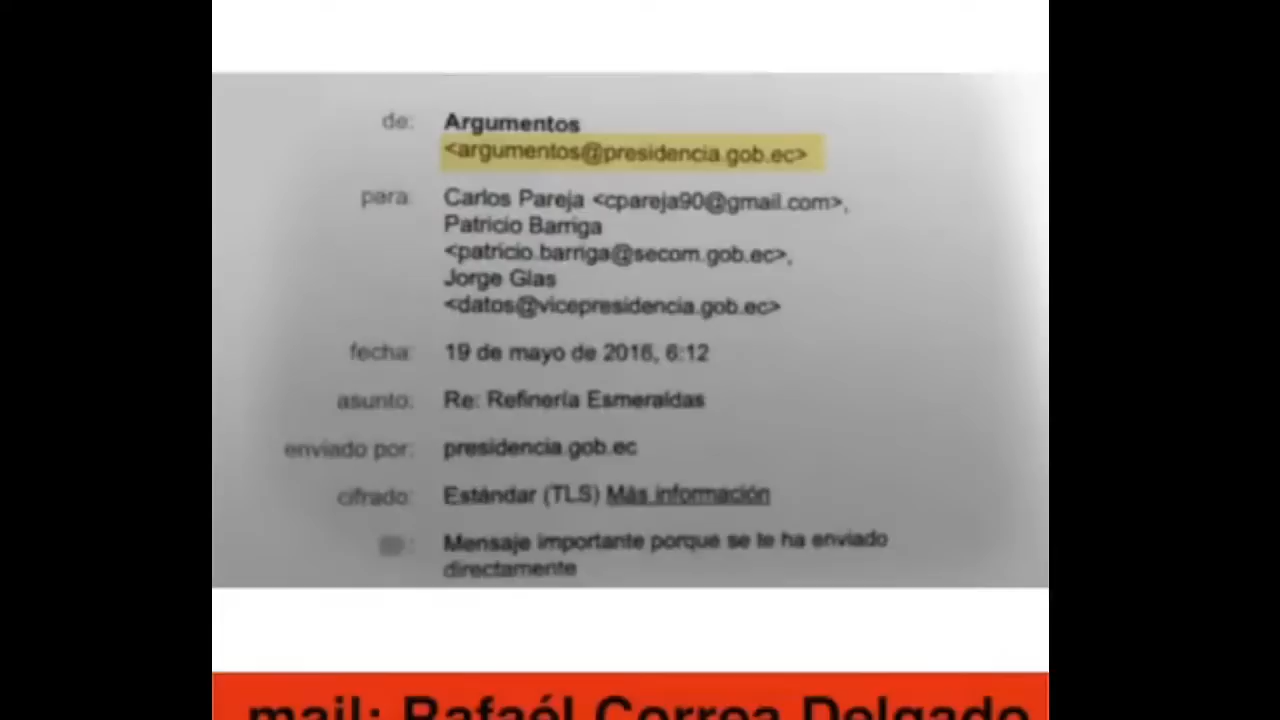 de: Argumentos
<argumentos@presidencia.gob.ec>
para: Carlos Pareja <cpareja90@gmail.com>,
Patricio Barriga
<patricio.barriga@secom.gob.ec>,
Jorge Glas
<datos@vicepresidencia.gob.ec>
fecha: 19 de mayo de 2016, 6:12
asunto: Re: Refinería Esmeraldas
enviado por: presidencia.gob.ec
cifrado: Estándar (TLS) Más información
: Mensaje importante porque se te ha enviado
directamente
mail: Rafaél Correa Delgado